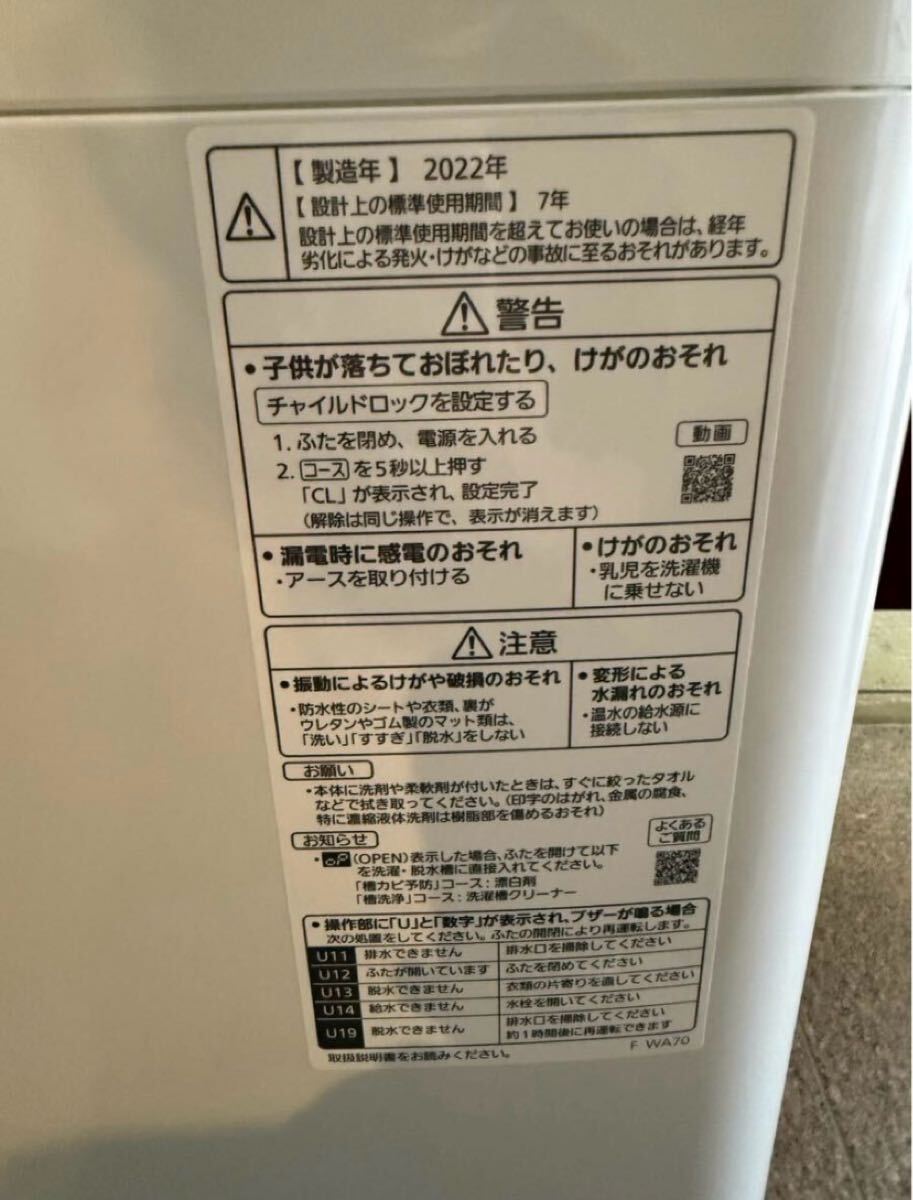 【 製造年 】 2022年
【 設計上の標準使用期間 】 7年
設計上の標準使用期間を超えてお使いの場合は、経年
劣化による発火・けがなどの事故に至るおそれがあります。
警告
• 子供が落ちておぼれたり、けがのおそれ
チャイルドロックを設定する
1. ふたを閉め、電源を入れる
2. コース を5秒以上押す
「CL」が表示され、設定完了
(解除は同じ操作で、表示が消えます)
動画
• 漏電時に感電のおそれ
・アースを取り付ける
• けがのおそれ
・乳児を洗濯機
に乗せない
注意
• 振動によるけがや破損のおそれ
・防水性のシートや衣類、裏が
ウレタンやゴム製のマット類は、
「洗い」「すすぎ」「脱水」をしない
• 変形による
水漏れのおそれ
・温水の給水源に
接続しない
お願い
・本体に洗剤や柔軟剤が付いたときは、すぐに絞ったタオル
などで拭き取ってください。(印字のはがれ、金属の腐食、
特に濃縮液体洗剤は樹脂部を傷めるおそれ)
お知らせ
・oP(OPEN)表示した場合、ふたを開けて以下
を洗濯・脱水槽に直接入れてください。
「槽カビ予防」コース : 漂白剤
「槽洗浄」コース : 洗濯槽クリーナー
よくある
ご質問
• 操作部に「U」と「数字」が表示され、ブザーが鳴る場合
次の処置をしてください。ふたの開閉により再運転します。
U11 排水できません 排水口を掃除してください
U12 ふたが開いています ふたを閉めてください
U13 脱水できません 衣類の片寄りを直してください
U14 給水できません 水栓を開いてください
U19 脱水できません 排水口を掃除してください
約1時間後に再運転できます
取扱説明書をお読みください。
F WA70